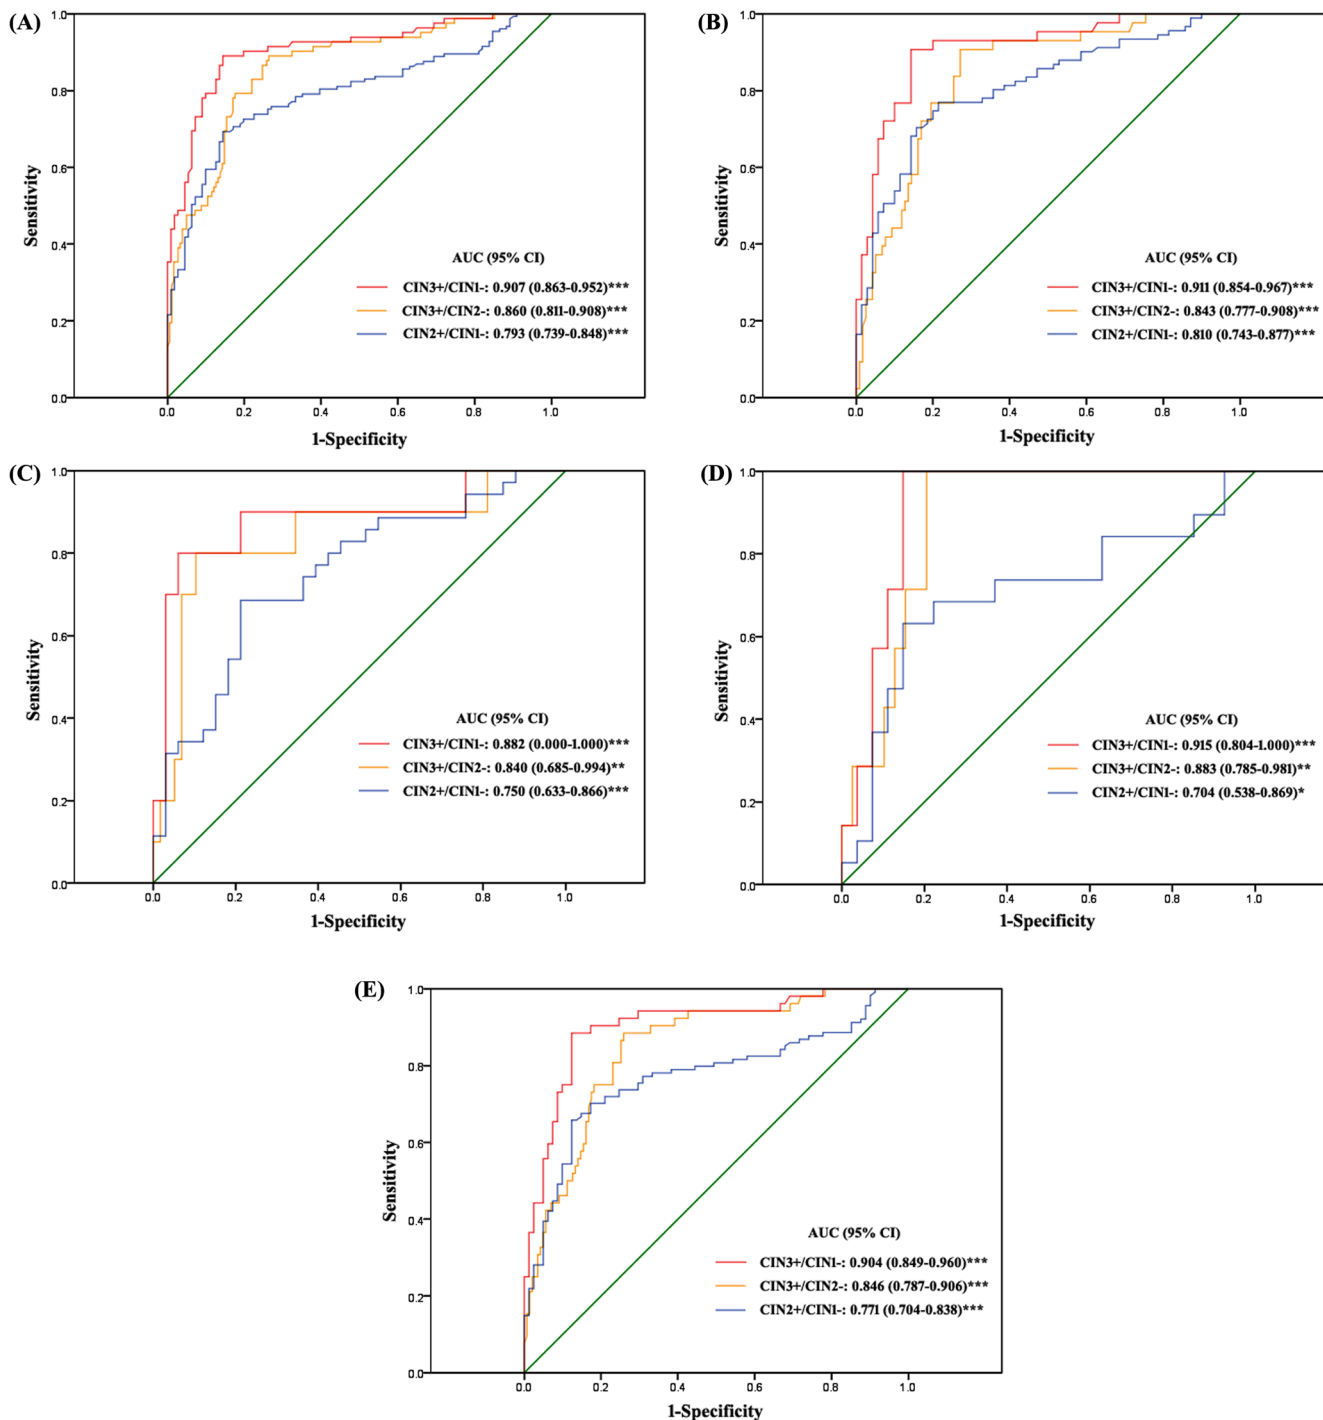 (A)
1.0
0.8
0.6
0.4
0.2
0.0
Sensitivity
AUC (95% CI)
CIN3+/CIN1-: 0.907 (0.863-0.952)***
CIN3+/CIN2-: 0.860 (0.811-0.908)***
CIN2+/CIN1-: 0.793 (0.739-0.848)***
0.0 0.2 0.4 0.6 0.8 1.0
1-Specificity
(B)
1.0
0.8
0.6
0.4
0.2
0.0
Sensitivity
AUC (95% CI)
CIN3+/CIN1-: 0.911 (0.854-0.967)***
CIN3+/CIN2-: 0.843 (0.777-0.908)***
CIN2+/CIN1-: 0.810 (0.743-0.877)***
0.0 0.2 0.4 0.6 0.8 1.0
1-Specificity
(C)
1.0
0.8
0.6
0.4
0.2
0.0
Sensitivity
AUC (95% CI)
CIN3+/CIN1-: 0.882 (0.000-1.000)***
CIN3+/CIN2-: 0.840 (0.685-0.994)**
CIN2+/CIN1-: 0.750 (0.633-0.866)***
0.0 0.2 0.4 0.6 0.8 1.0
1-Specificity
(D)
1.0
0.8
0.6
0.4
0.2
0.0
Sensitivity
AUC (95% CI)
CIN3+/CIN1-: 0.915 (0.804-1.000)***
CIN3+/CIN2-: 0.883 (0.785-0.981)**
CIN2+/CIN1-: 0.704 (0.538-0.869)*
0.0 0.2 0.4 0.6 0.8 1.0
1-Specificity
(E)
1.0
0.8
0.6
0.4
0.2
0.0
Sensitivity
AUC (95% CI)
CIN3+/CIN1-: 0.904 (0.849-0.960)***
CIN3+/CIN2-: 0.846 (0.787-0.906)***
CIN2+/CIN1-: 0.771 (0.704-0.838)***
0.0 0.2 0.4 0.6 0.8 1.0
1-Specificity